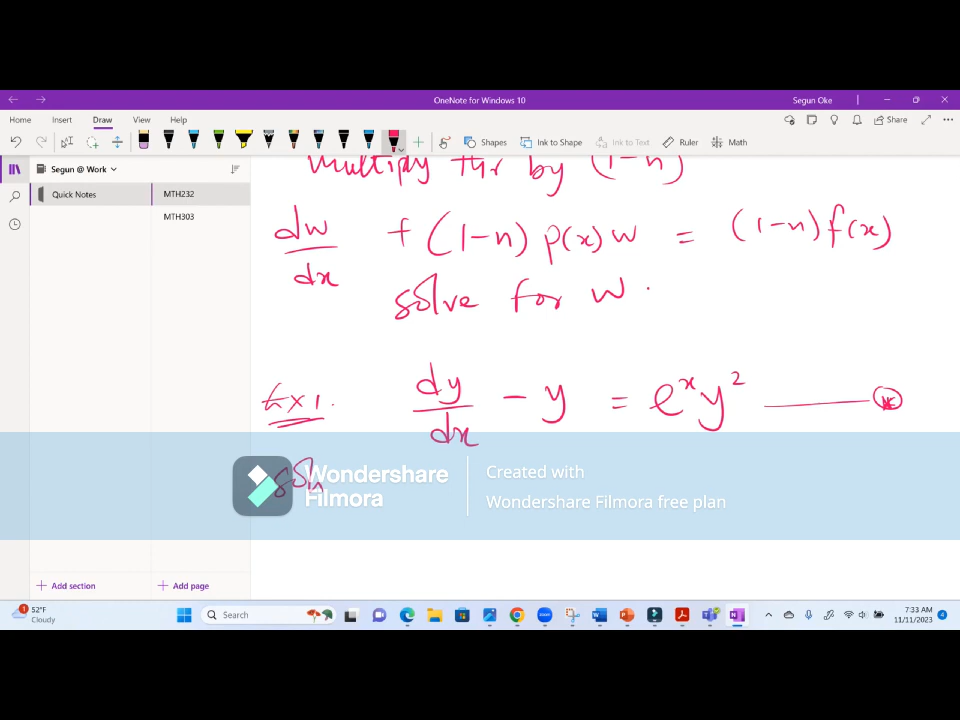 OneNote for Windows 10
Segun Oke
Home Insert Draw View Help
Share
Shapes Ink to Shape Ink to Text Ruler Math
Segun @ Work
Quick Notes
MTH232
MTH303
Multiply thr by (1-n)
dw/dx + (1-n) p(x)w = (1-n) f(x)
solve for w.
Ex 1. dy/dx - y = e^x y^2 ——— *
soln
Wondershare
Filmora
Created with
Wondershare Filmora free plan
+ Add section
+ Add page
1
52°F
Cloudy
Search
7:33 AM
11/11/2023
4